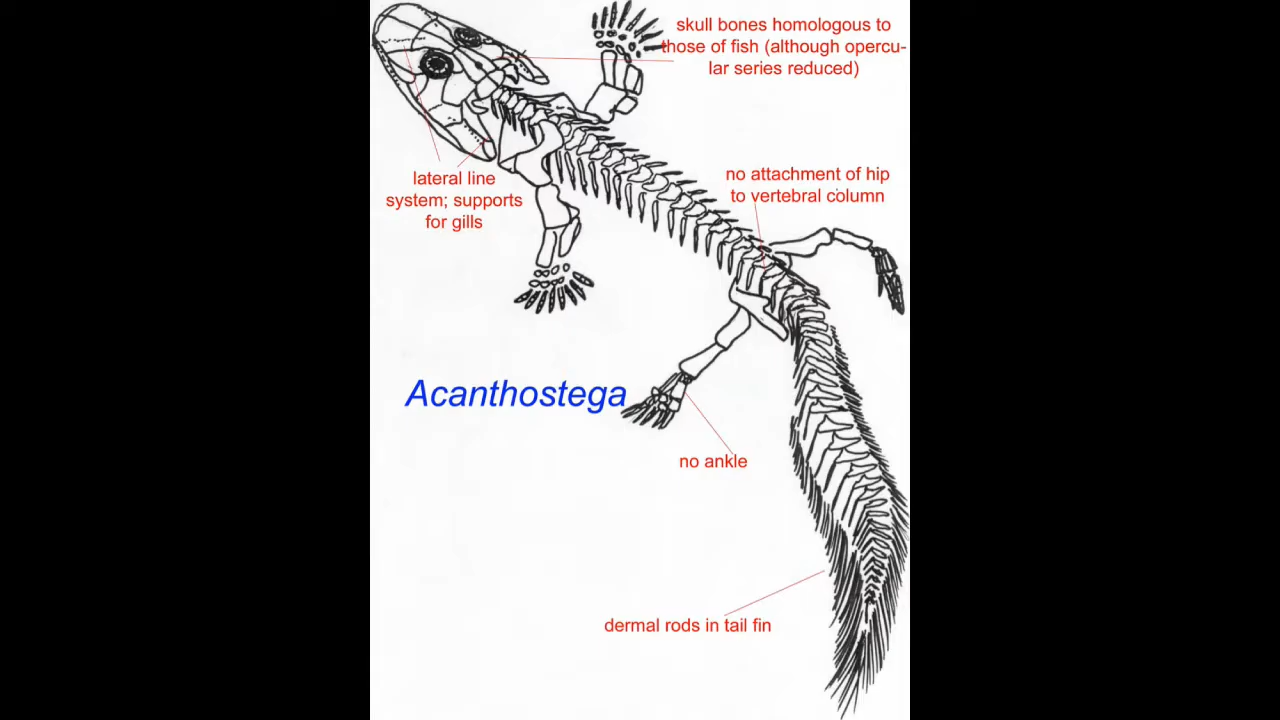 skull bones homologous to
those of fish (although opercu-
lar series reduced)
lateral line
system; supports
for gills
no attachment of hip
to vertebral column
Acanthostega
no ankle
dermal rods in tail fin